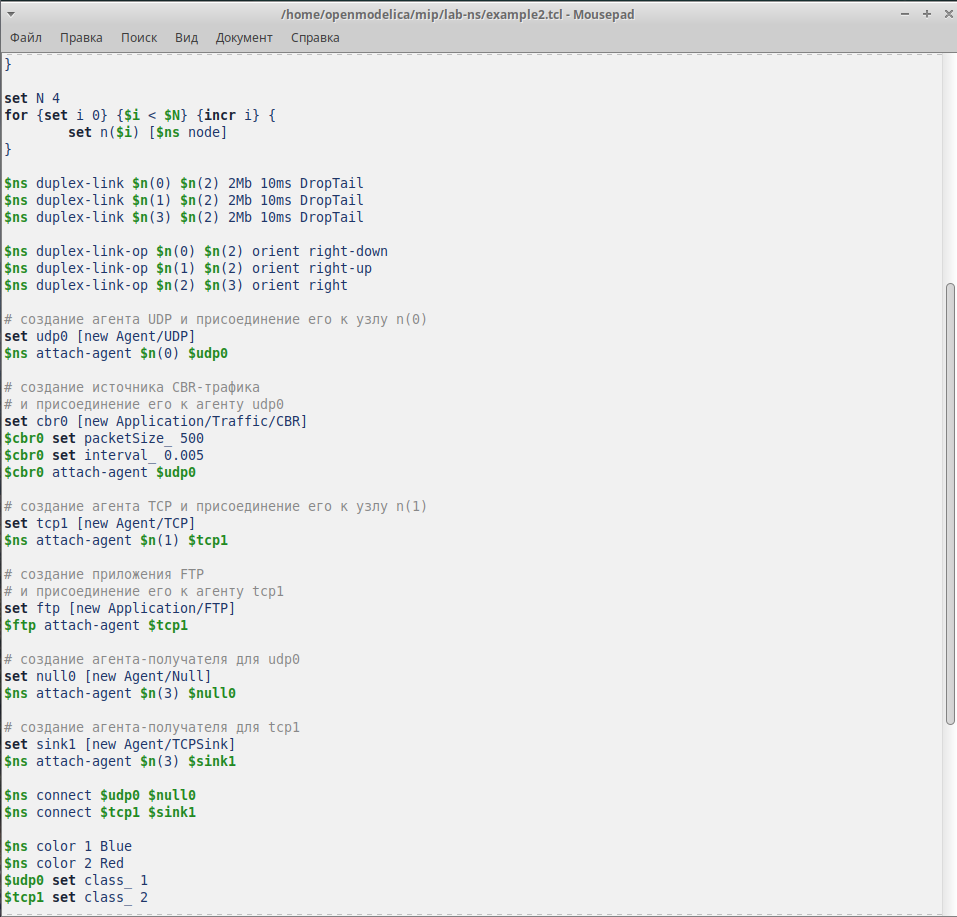 /home/openmodelica/mip/lab-ns/example2.tcl - Mousepad
Файл Правка Поиск Вид Документ Справка
}
set N 4
for {set i 0} {$i < $N} {incr i} {
        set n($i) [$ns node]
}
$ns duplex-link $n(0) $n(2) 2Mb 10ms DropTail
$ns duplex-link $n(1) $n(2) 2Mb 10ms DropTail
$ns duplex-link $n(3) $n(2) 2Mb 10ms DropTail
$ns duplex-link-op $n(0) $n(2) orient right-down
$ns duplex-link-op $n(1) $n(2) orient right-up
$ns duplex-link-op $n(2) $n(3) orient right
# создание агента UDP и присоединение его к узлу n(0)
set udp0 [new Agent/UDP]
$ns attach-agent $n(0) $udp0
# создание источника CBR-трафика
# и присоединение его к агенту udp0
set cbr0 [new Application/Traffic/CBR]
$cbr0 set packetSize_ 500
$cbr0 set interval_ 0.005
$cbr0 attach-agent $udp0
# создание агента TCP и присоединение его к узлу n(1)
set tcp1 [new Agent/TCP]
$ns attach-agent $n(1) $tcp1
# создание приложения FTP
# и присоединение его к агенту tcp1
set ftp [new Application/FTP]
$ftp attach-agent $tcp1
# создание агента-получателя для udp0
set null0 [new Agent/Null]
$ns attach-agent $n(3) $null0
# создание агента-получателя для tcp1
set sink1 [new Agent/TCPSink]
$ns attach-agent $n(3) $sink1
$ns connect $udp0 $null0
$ns connect $tcp1 $sink1
$ns color 1 Blue
$ns color 2 Red
$udp0 set class_ 1
$tcp1 set class_ 2